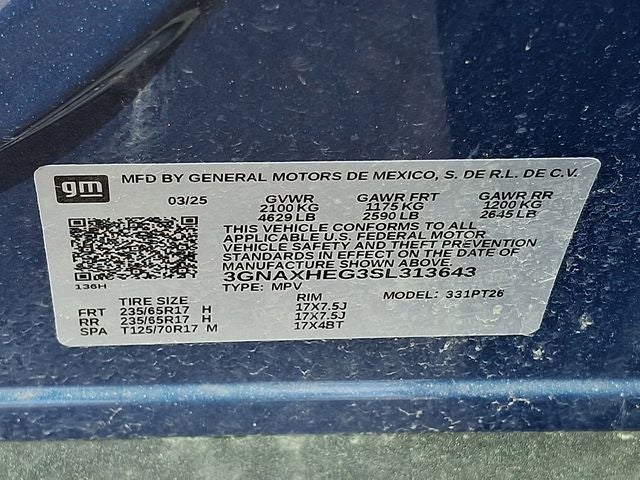 gm MFD BY GENERAL MOTORS DE MEXICO, S. DE R.L. DE C.V.
03/25 GVWR GAWR FRT GAWR RR
2100 KG 1175 KG 1200 KG
4629 LB 2590 LB 2645 LB
THIS VEHICLE CONFORMS TO ALL
APPLICABLE U.S. FEDERAL MOTOR
VEHICLE SAFETY AND THEFT PREVENTION
STANDARDS IN EFFECT ON THE DATE OF
MANUFACTURE SHOWN ABOVE.
3GNAXHEG3SL313643
136H TYPE: MPV MODEL: 331PT26
TIRE SIZE RIM
FRT 235/65R17 H 17X7.5J
RR 235/65R17 H 17X7.5J
SPA T125/70R17 M 17X4BT